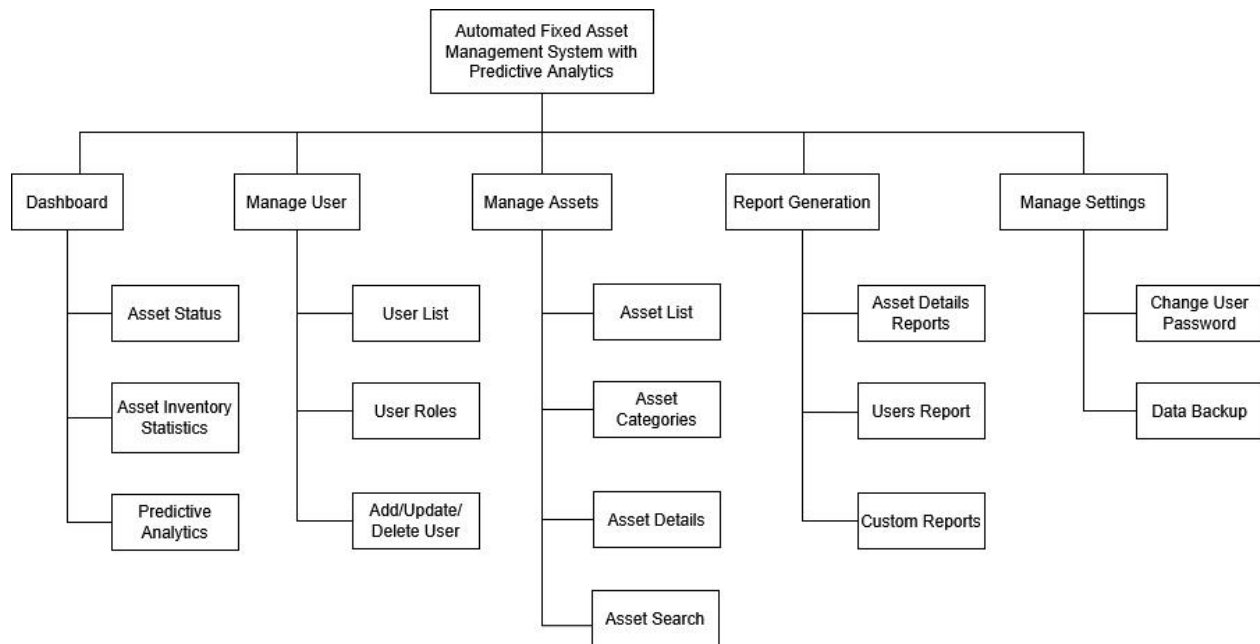 Automated Fixed Asset
Management System with
Predictive Analytics
Dashboard
Manage User
Manage Assets
Report Generation
Manage Settings
Asset Status
User List
Asset List
Asset Details
Reports
Change User
Password
Asset Inventory
Statistics
User Roles
Asset
Categories
Users Report
Data Backup
Predictive
Analytics
Add/Update/
Delete User
Asset Details
Custom Reports
Asset Search